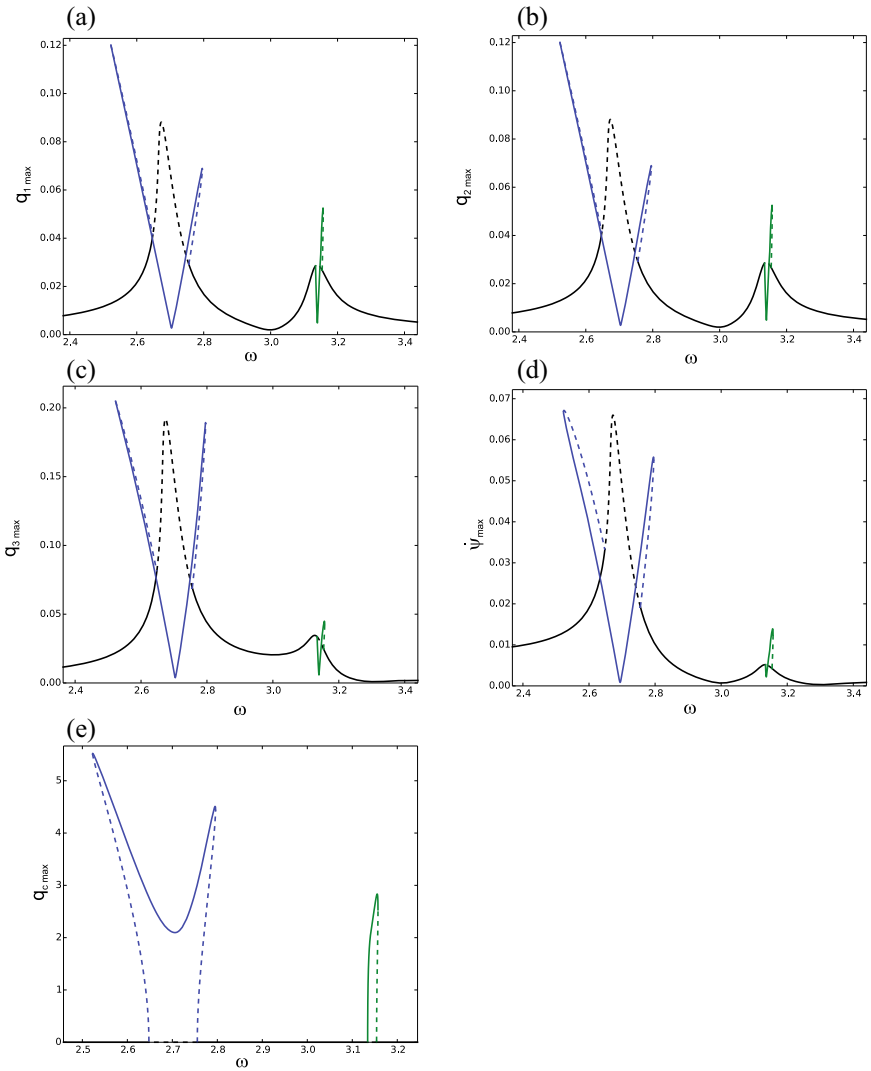 (a)
0.12
0.10
0.08
0.06
0.04
0.02
0.00
q1 max
2.4 2.6 2.8 3.0 3.2 3.4
ω
(b)
0.12
0.10
0.08
0.06
0.04
0.02
0.00
q2 max
2.4 2.6 2.8 3.0 3.2 3.4
ω
(c)
0.20
0.15
0.10
0.05
0.00
q3 max
2.4 2.6 2.8 3.0 3.2 3.4
ω
(d)
0.07
0.06
0.05
0.04
0.03
0.02
0.01
0.00
ψ̇max
2.4 2.6 2.8 3.0 3.2 3.4
ω
(e)
5
4
3
2
1
0
qc max
2.5 2.6 2.7 2.8 2.9 3.0 3.1 3.2
ω